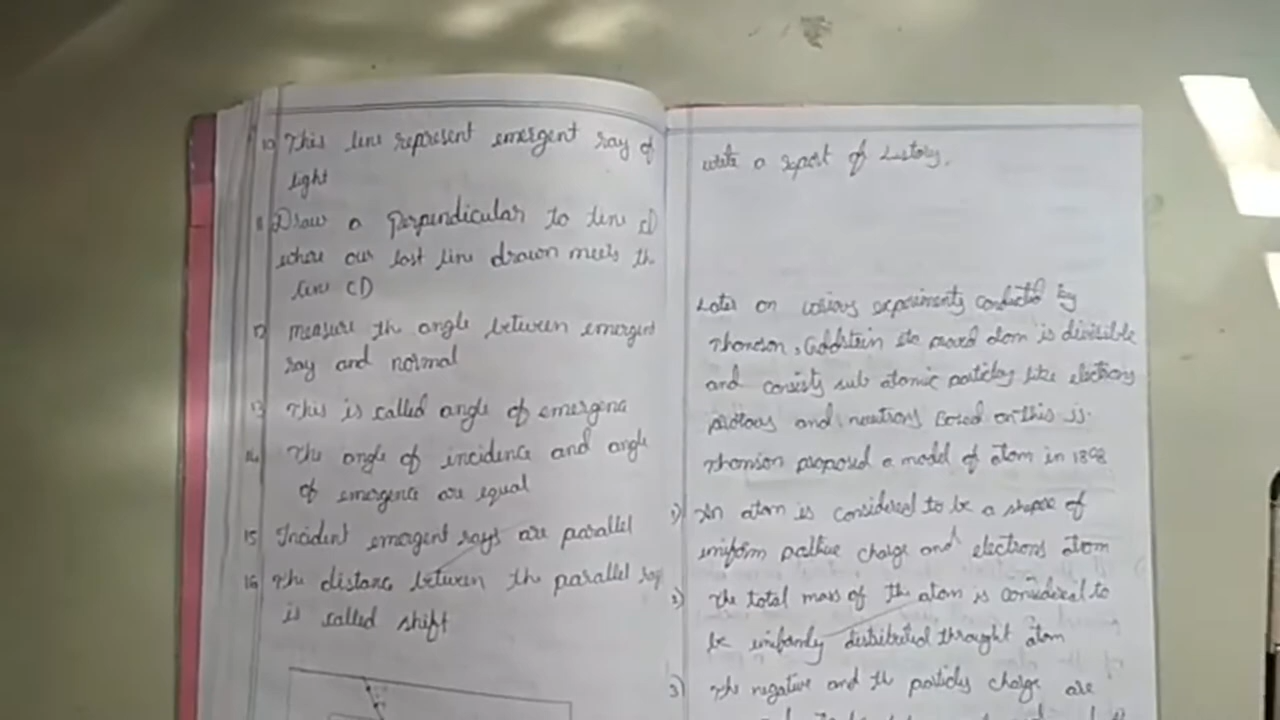 10 This line represent emergent ray of
light
11 Draw a perpendicular to line CD
where our last line drawn meets the
line CD
12 measure the angle between emergent
ray and normal
13 This is called angle of emergence
14 The angle of incidence and angle
of emergence are equal
15 Incident emergent rays are parallel
16 The distance between the parallel rays
is called shift
write a report of history.
Later on various experiments conducted by
Thomson, Goldstein etc proved atom is divisible
and consists sub atomic particles like electrons
protons and neutrons based on this
Thomson proposed a model of atom in 1898
1) An atom is considered to be a of
uniform charge and electrons atom
2) The total mass of the atom is considered to
be distributed atom
3) The negative and the charge are